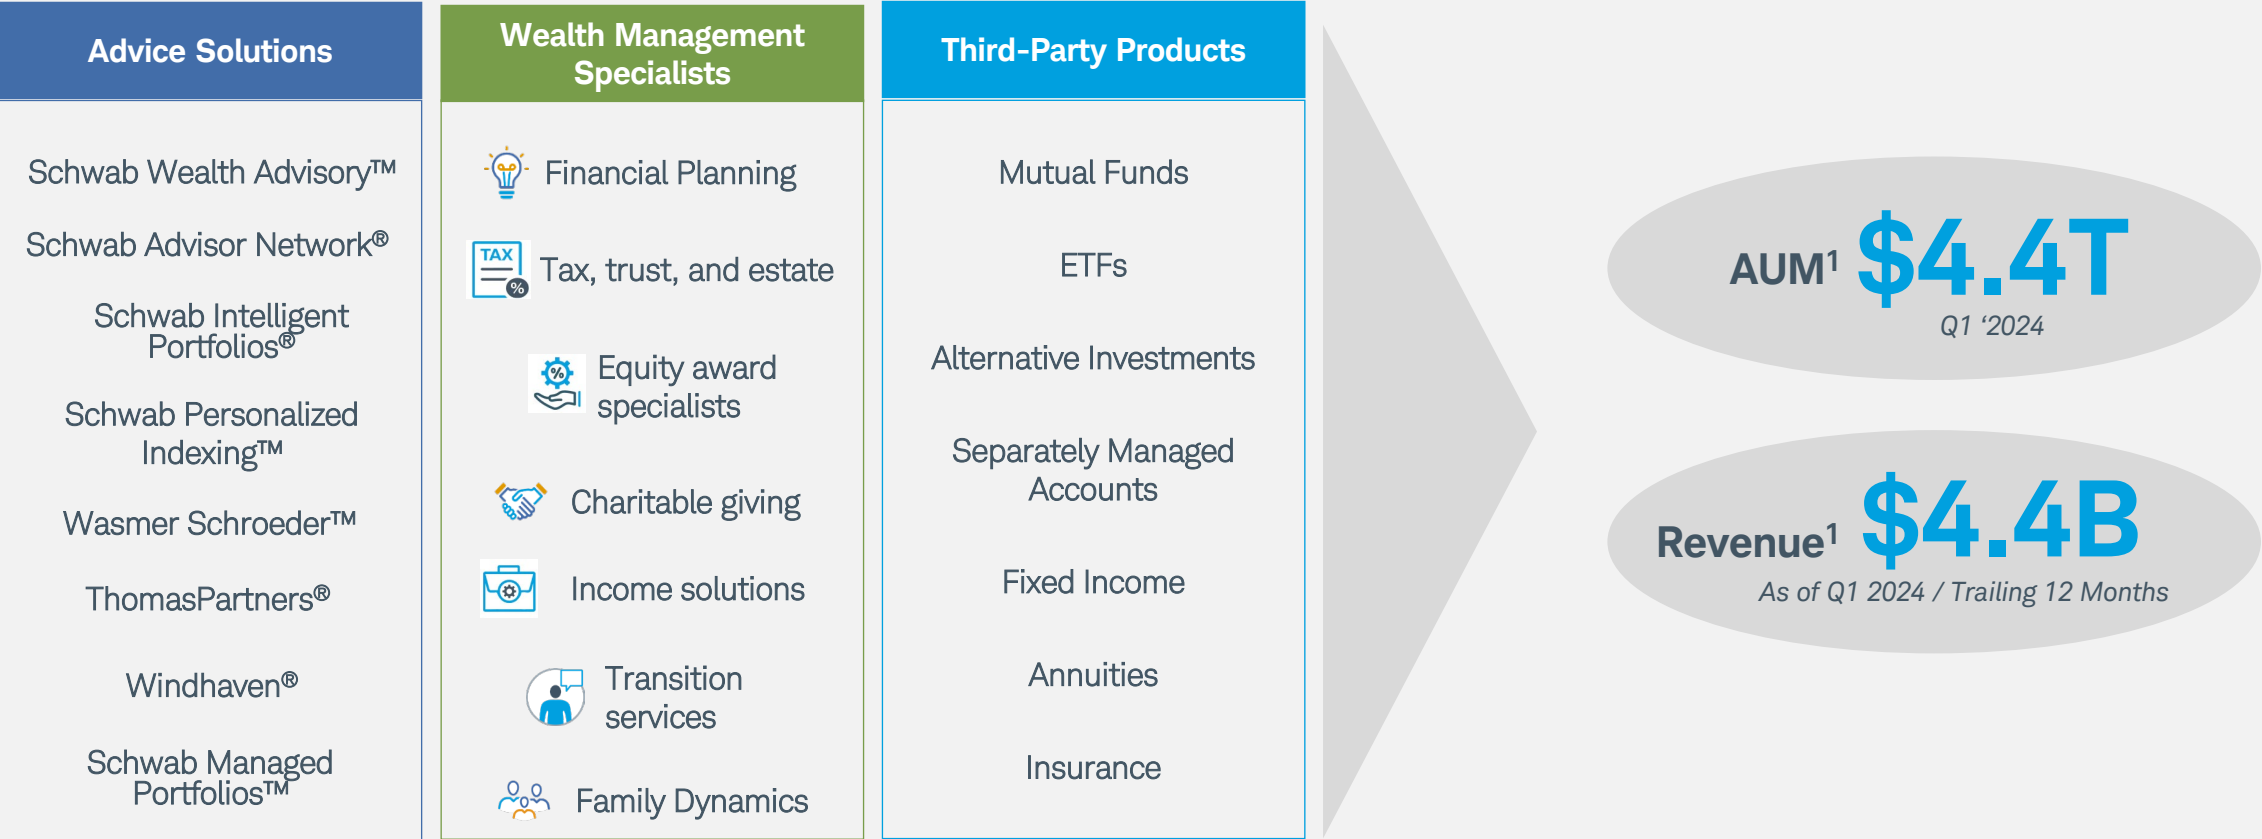 Advice Solutions
Schwab Wealth Advisory™
Schwab Advisor Network®
Schwab Intelligent
Portfolios®
Schwab Personalized
Indexing™
Wasmer Schroeder™
ThomasPartners®
Windhaven®
Schwab Managed
Portfolios™
Wealth Management
Specialists
Financial Planning
TAX
%
Tax, trust, and estate
%
Equity award
specialists
Charitable giving
Income solutions
Transition
services
Family Dynamics
Third-Party Products
Mutual Funds
ETFs
Alternative Investments
Separately Managed
Accounts
Fixed Income
Annuities
Insurance
AUM¹ $4.4T
Q1 ‘2024
Revenue¹ $4.4B
As of Q1 2024 / Trailing 12 Months